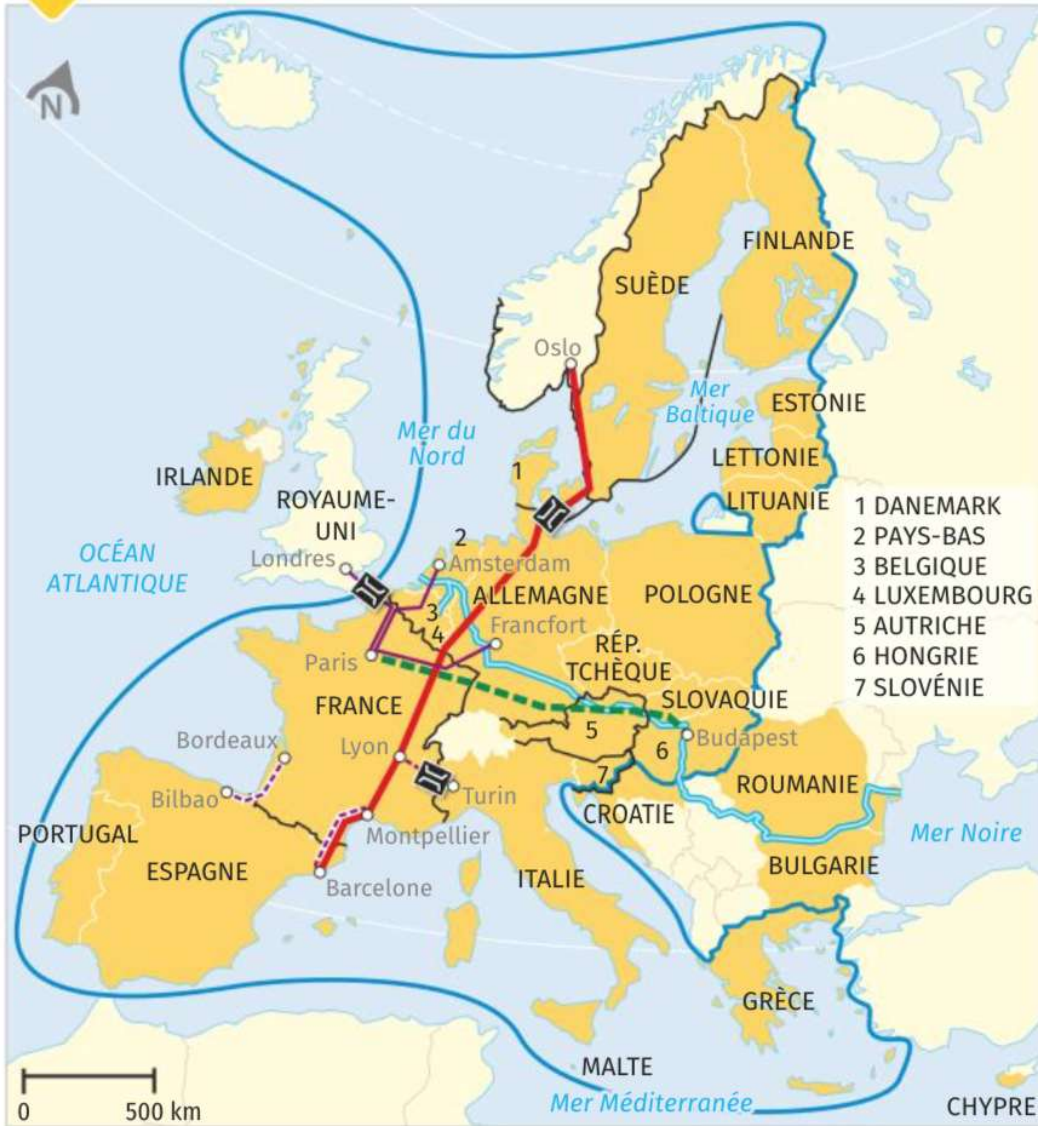 N
FINLANDE
SUÈDE
Oslo
Mer
Baltique
ESTONIE
Mer du
Nord
LETTONIE
IRLANDE
1
LITUANIE
ROYAUME-
UNI
1 DANEMARK
2 PAYS-BAS
3 BELGIQUE
4 LUXEMBOURG
5 AUTRICHE
6 HONGRIE
7 SLOVÉNIE
OCÉAN
ATLANTIQUE
Londres
2
Amsterdam
ALLEMAGNE
POLOGNE
3
4
Francfort
RÉP.
TCHÈQUE
Paris
SLOVAQUIE
FRANCE
5
6
Budapest
Bordeaux
Lyon
7
ROUMANIE
Bilbao
Turin
CROATIE
PORTUGAL
Montpellier
Mer Noire
ESPAGNE
ITALIE
BULGARIE
Barcelone
GRÈCE
MALTE
0
500 km
Mer Méditerranée
CHYPRE